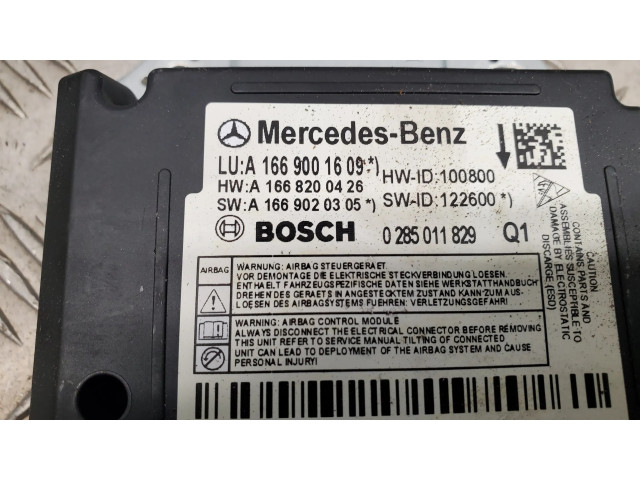 Mercedes-Benz
LU:A 166 900 16 09 *)
HW-ID:100800
HW:A 166 820 04 26
SW-ID:122600 *)
SW:A 166 902 03 05 *)
BOSCH
0 285 011 829
Q1
AIRBAG
WARNUNG: AIRBAG STEUERGERAET.
VOR DEMONTAGE DIE ELEKTRISCHE STECKVERBINDUNG LOESEN.
ENTHAELT FAHRZEUGSPEZIFISCHE DATEN SIEHE WERKSTATTHANDBUCH
DREHEN DES GERAETS IN ANGESTECKTEM ZUSTAND KANN ZUM
AUSLOESEN DES AIRBAGSYSTEMS FUEHREN: VERLETZUNGSGEFAHR!
WARNING: AIRBAG CONTROL MODULE
ALWAYS DISCONNECT THE ELECTRICAL CONNECTOR BEFORE REMOVING
THIS UNIT REFER TO SERVICE MANUAL TILTING OF CONNECTED
UNIT CAN LEAD TO DEPLOYMENT OF THE AIRBAG SYSTEM AND CAUSE
PERSONAL INJURY!
CONTAINS PARTS AND
ASSEMBLIES SUSCEPTIBLE TO
DAMAGE BY ELECTROSTATIC
DISCHARGE (ESD)